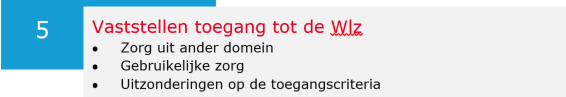 5
Vaststellen toegang tot de Wlz
• Zorg uit ander domein
• Gebruikelijke zorg
• Uitzonderingen op de toegangscriteria